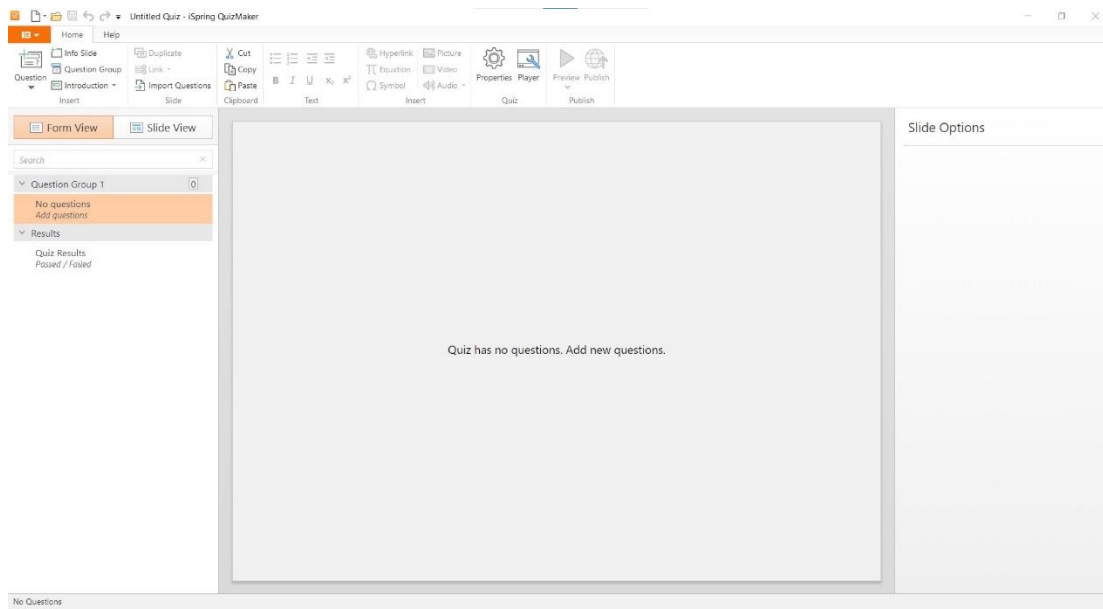 Untitled Quiz - iSpring QuizMaker
Home Help
Question
Info Slide
Question Group
Introduction
Insert
Duplicate
Link
Import Questions
Slide
Cut
Copy
Paste
Clipboard
B I U X₂ X²
Text
Hyperlink Picture
Equation Video
Symbol Audio
Insert
Properties Player
Quiz
Preview Publish
Publish
Form View Slide View
Search
Question Group 1 0
No questions
Add questions
Results
Quiz Results
Passed / Failed
Quiz has no questions. Add new questions.
Slide Options
No Questions